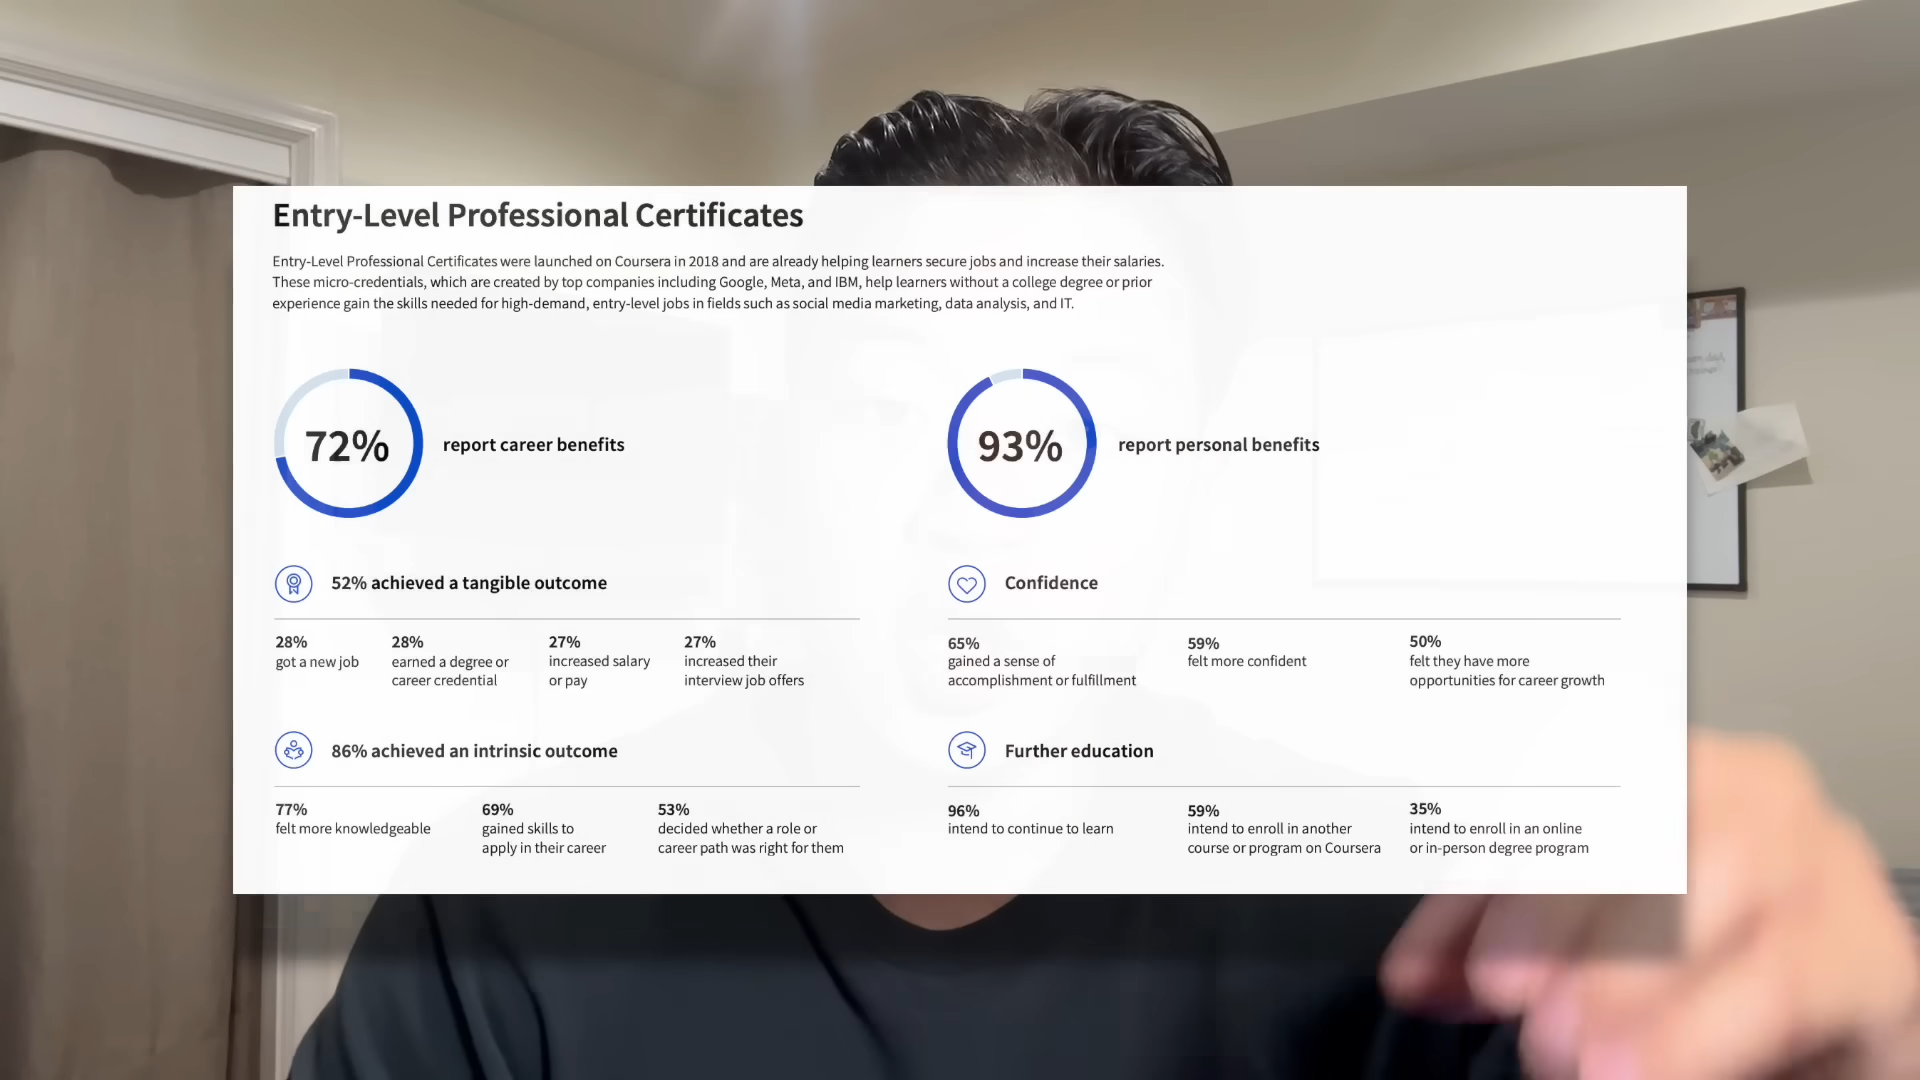 Entry-Level Professional Certificates
Entry-Level Professional Certificates were launched on Coursera in 2018 and are already helping learners secure jobs and increase their salaries.
These micro-credentials, which are created by top companies including Google, Meta, and IBM, help learners without a college degree or prior
experience gain the skills needed for high-demand, entry-level jobs in fields such as social media marketing, data analysis, and IT.
72%
report career benefits
52% achieved a tangible outcome
28%
got a new job
28%
earned a degree or
career credential
27%
increased salary
or pay
27%
increased their
interview job offers
86% achieved an intrinsic outcome
77%
felt more knowledgeable
69%
gained skills to
apply in their career
53%
decided whether a role or
career path was right for them
93%
report personal benefits
Confidence
65%
gained a sense of
accomplishment or fulfillment
59%
felt more confident
50%
felt they have more
opportunities for career growth
Further education
96%
intend to continue to learn
59%
intend to enroll in another
course or program on Coursera
35%
intend to enroll in an online
or in-person degree program